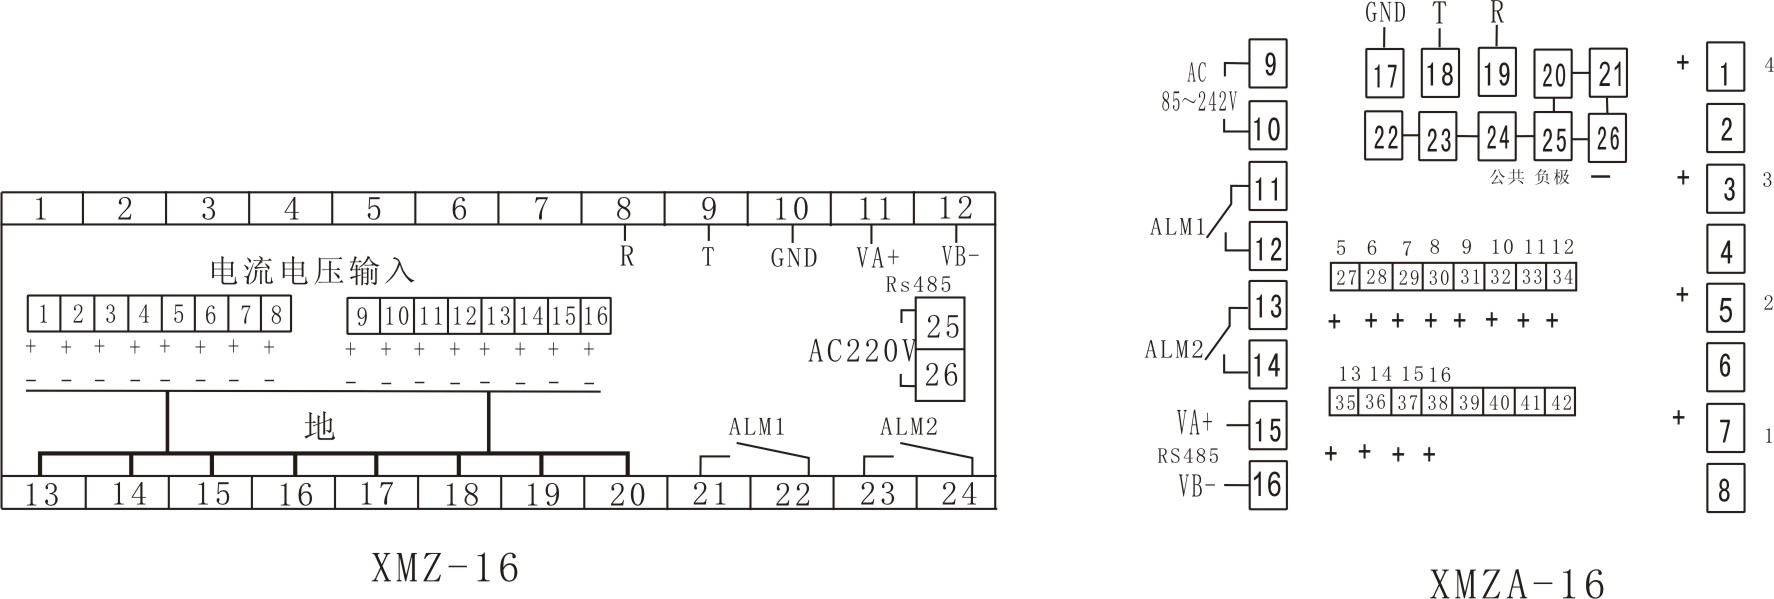 1 2 3 4 5 6 7 8 9 10 11 12
R T GND VA+ VB-
电流电压输入
Rs485
1 2 3 4 5 6 7 8 9 10 11 12 13 14 15 16
+ + + + + + + + + + + + + + + +
- - - - - - - - - - - - - - - -
AC220V
25
26
地
ALM1 ALM2
13 14 15 16 17 18 19 20 21 22 23 24
XMZ-16
AC
85~242V
9
10
ALM1
11
12
ALM2
13
14
VA+ 15
RS485
VB- 16
GND T R
17 18 19 20 21
22 23 24 25 26
公共 负极 —
5 6 7 8 9 10 11 12
27 28 29 30 31 32 33 34
+ + + + + + + +
13 14 15 16
35 36 37 38 39 40 41 42
+ + + +
+ 1 4
2
+ 3 3
4
+ 5 2
6
+ 7 1
8
XMZA-16